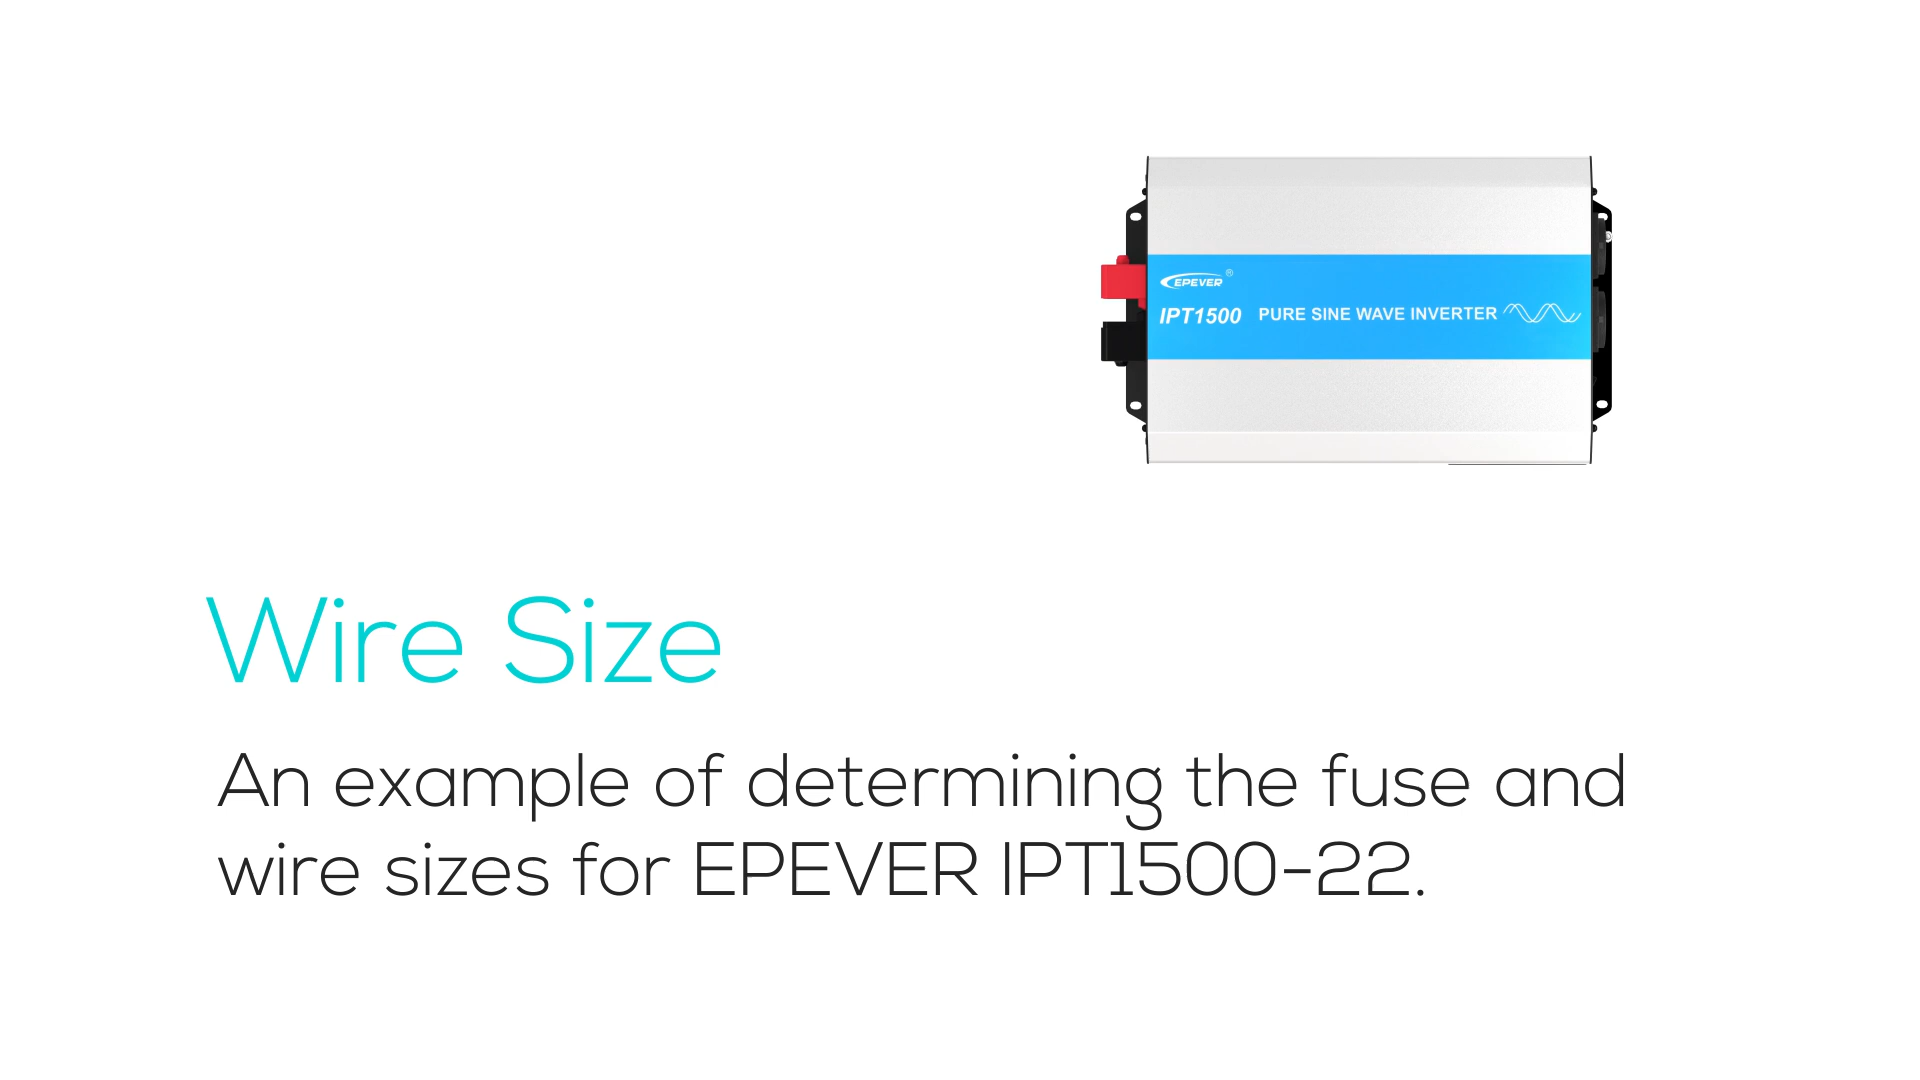 EPEVER®
IPT1500 PURE SINE WAVE INVERTER
Wire Size
An example of determining the fuse and
wire sizes for EPEVER IPT1500-22.